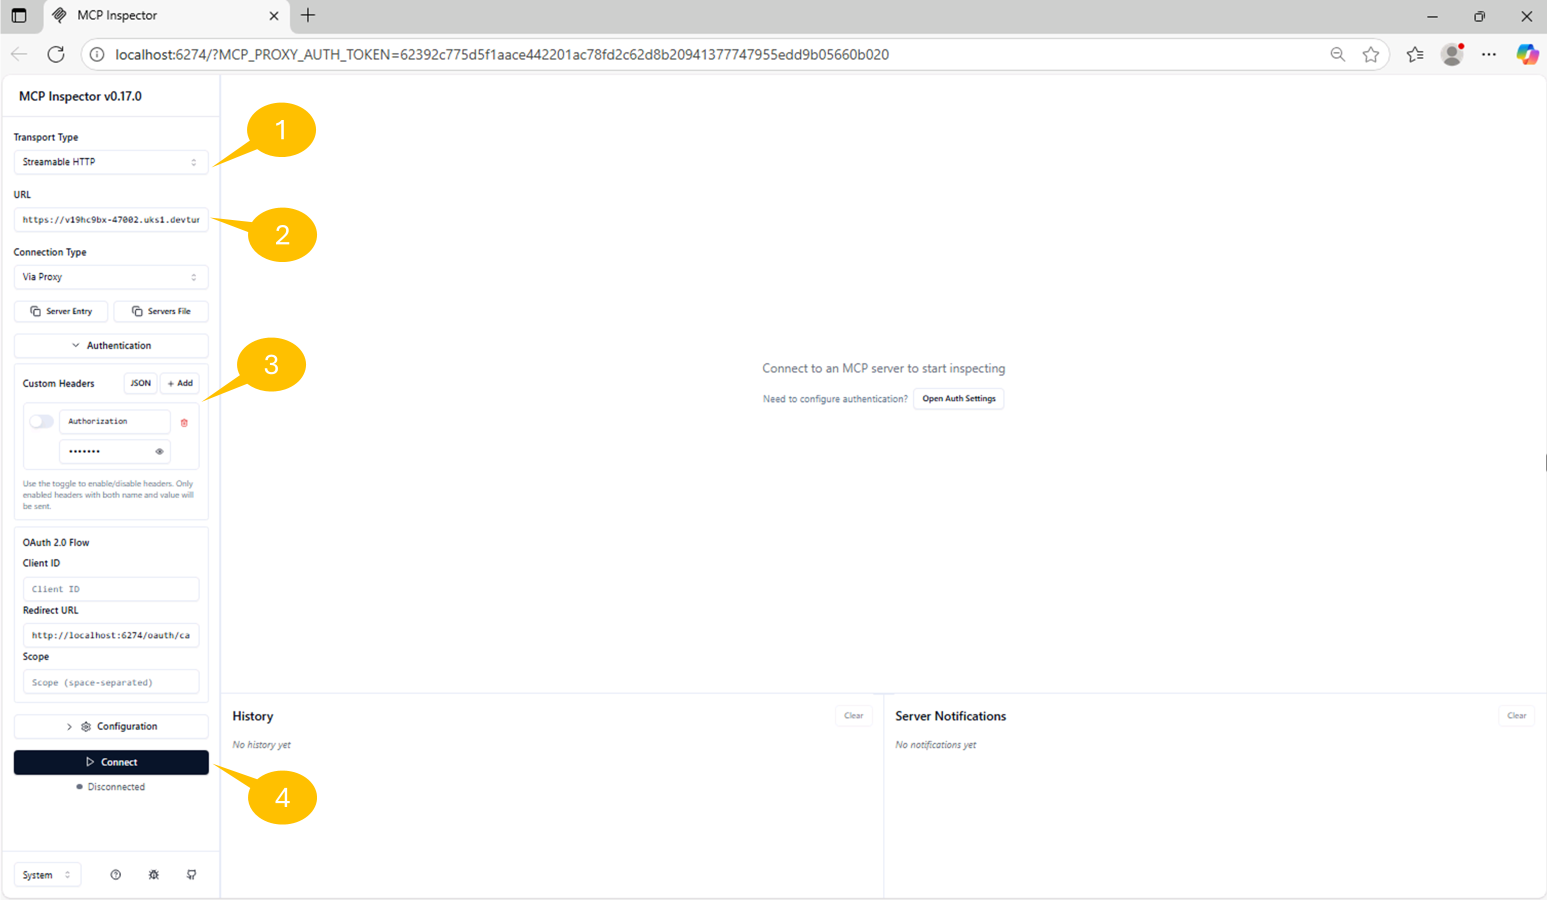 MCP Inspector
localhost:6274/?MCP_PROXY_AUTH_TOKEN=62392c775d5f1aace442201ac78fd2c62d8b20941377747955edd9b05660b020
MCP Inspector v0.17.0
Transport Type
1
Streamable HTTP
URL
https://v19hc9bx-47002.uks1.devtur
2
Connection Type
Via Proxy
Server Entry
Servers File
Authentication
3
Custom Headers
JSON
+ Add
Authorization
•••••••
Use the toggle to enable/disable headers. Only
enabled headers with both name and value will
be sent.
OAuth 2.0 Flow
Client ID
Client ID
Redirect URL
http://localhost:6274/oauth/ca
Scope
Scope (space-separated)
Configuration
Connect
Disconnected
4
System
Connect to an MCP server to start inspecting
Need to configure authentication?
Open Auth Settings
History
Clear
No history yet
Server Notifications
Clear
No notifications yet